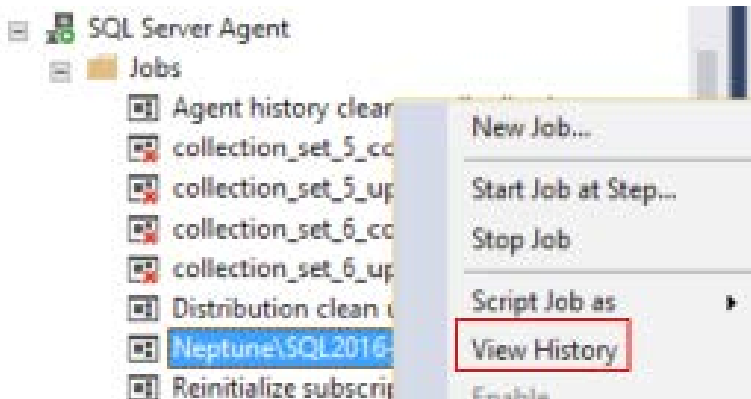 SQL Server Agent
Jobs
Agent history clear
collection_set_5_co
collection_set_5_up
collection_set_6_co
collection_set_6_up
Distribution clean u
Neptune\SQL2016-
Reinitialize subscrip
New Job...
Start Job at Step...
Stop Job
Script Job as
View History
Enable